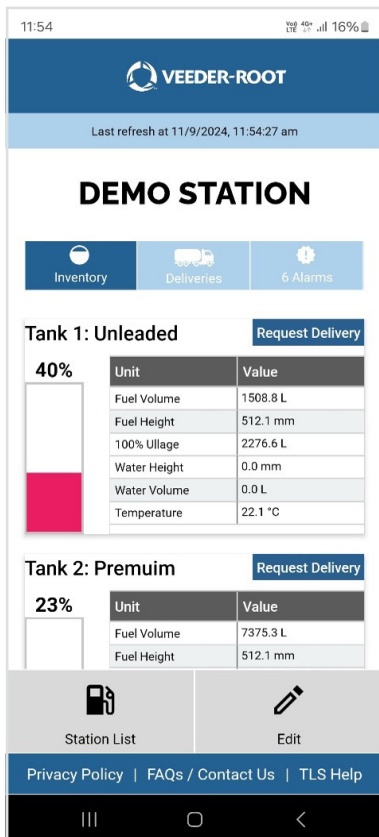 11:54
Vo) 4G+ 16%
LTE
VEEDER-ROOT
Last refresh at 11/9/2024, 11:54:27 am
DEMO STATION
Inventory Deliveries 6 Alarms
Tank 1: Unleaded Request Delivery
40% Unit Value
Fuel Volume 1508.8 L
Fuel Height 512.1 mm
100% Ullage 2276.6 L
Water Height 0.0 mm
Water Volume 0.0 L
Temperature 22.1 °C
Tank 2: Premuim Request Delivery
23% Unit Value
Fuel Volume 7375.3 L
Fuel Height 512.1 mm
Station List Edit
Privacy Policy | FAQs / Contact Us | TLS Help